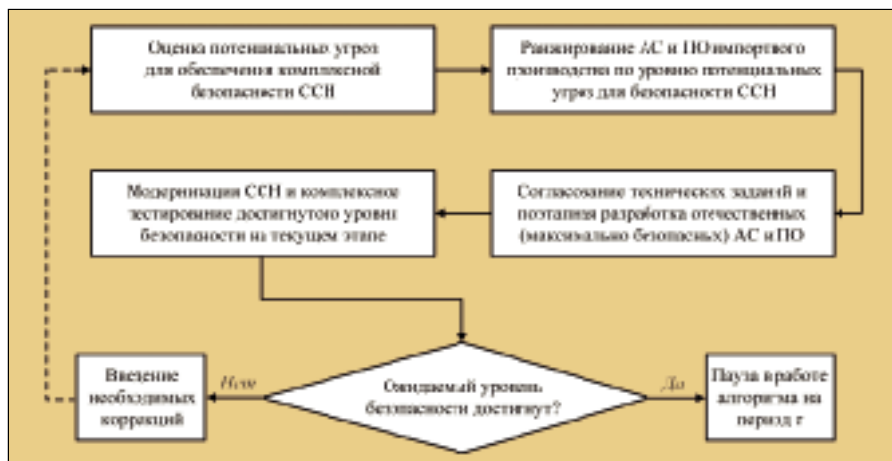 Оценка потенциальных угроз
для обеспечения комплексной
безопасности ССН
Ранжирование АС и ПО импортного
производства по уровню потенциальных
угроз для безопасности ССН
Модернизация ССН и комплексное
тестирование достигнутого уровня
безопасности на текущем этапе
Согласование технических заданий и
поэтапная разработка отечественных
(максимально безопасных) АС и ПО
Ожидаемый уровень
безопасности достигнут?
Нет
Да
Введение
необходимых
коррекций
Пауза в работе
алгоритма на
период